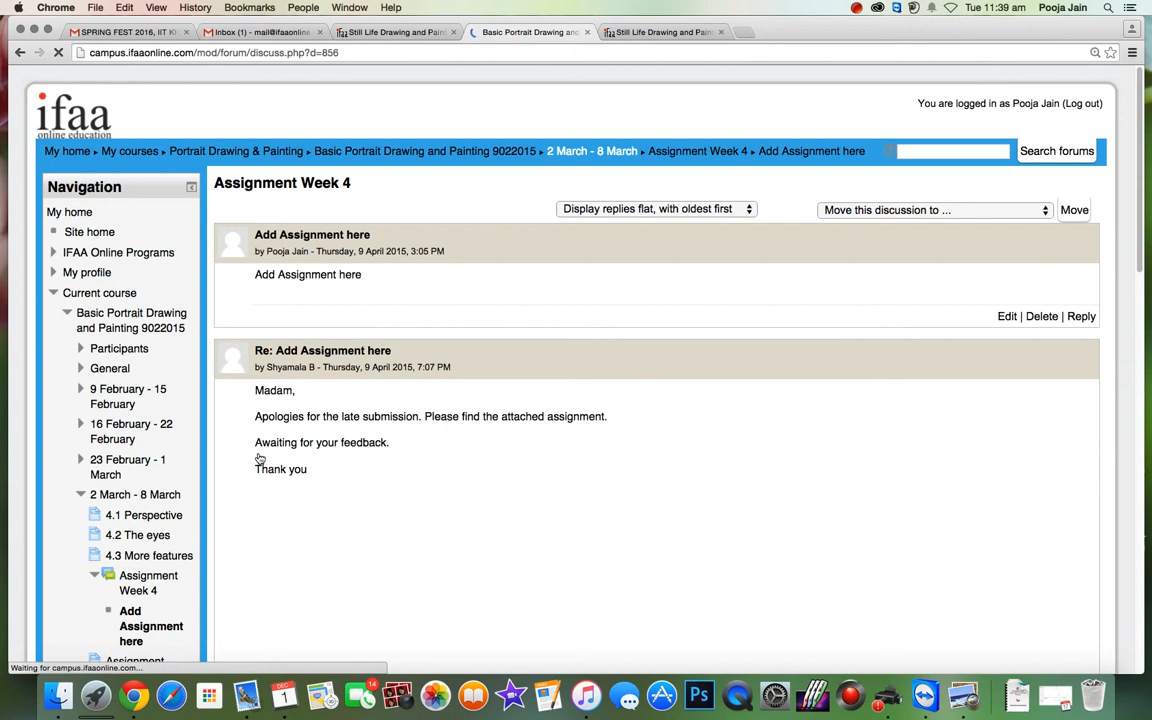 Chrome File Edit View History Bookmarks People Window Help Tue 11:39 am Pooja Jain
SPRING FEST 2016, IIT K
Inbox (1) - mail@ifaaonline.
Still Life Drawing and Pain
Basic Portrait Drawing and
Still Life Drawing and Pain
campus.ifaaonline.com/mod/forum/discuss.php?d=856
ifaa
online education
You are logged in as Pooja Jain (Log out)
My home ▸ My courses ▸ Portrait Drawing & Painting ▸ Basic Portrait Drawing and Painting 9022015 ▸ 2 March - 8 March ▸ Assignment Week 4 ▸ Add Assignment here
Search forums
Navigation
My home
Site home
IFAA Online Programs
My profile
Current course
Basic Portrait Drawing
and Painting 9022015
Participants
General
9 February - 15
February
16 February - 22
February
23 February - 1
March
2 March - 8 March
4.1 Perspective
4.2 The eyes
4.3 More features
Assignment
Week 4
Add
Assignment
here
Assignment
Assignment Week 4
Display replies flat, with oldest first
Move this discussion to ...
Move
Add Assignment here
by Pooja Jain - Thursday, 9 April 2015, 3:05 PM
Add Assignment here
Edit | Delete | Reply
Re: Add Assignment here
by Shyamala B - Thursday, 9 April 2015, 7:07 PM
Madam,
Apologies for the late submission. Please find the attached assignment.
Awaiting for your feedback.
Thank you
Waiting for campus.ifaaonline.com...
DEC
1
14
Ps